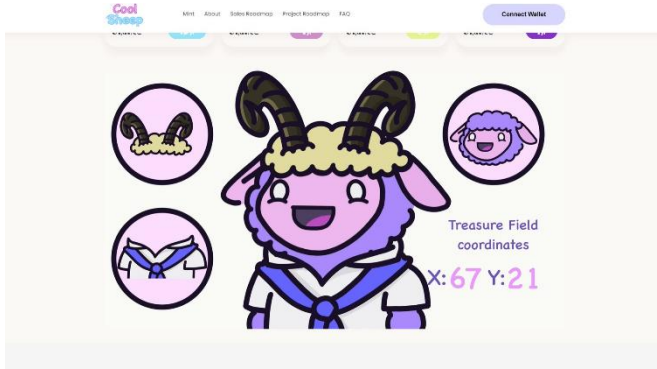 Cool
Sheep
Mint About Sales Roadmap Project Roadmap FAQ
Connect Wallet
Treasure Field
coordinates
X:67 Y:21